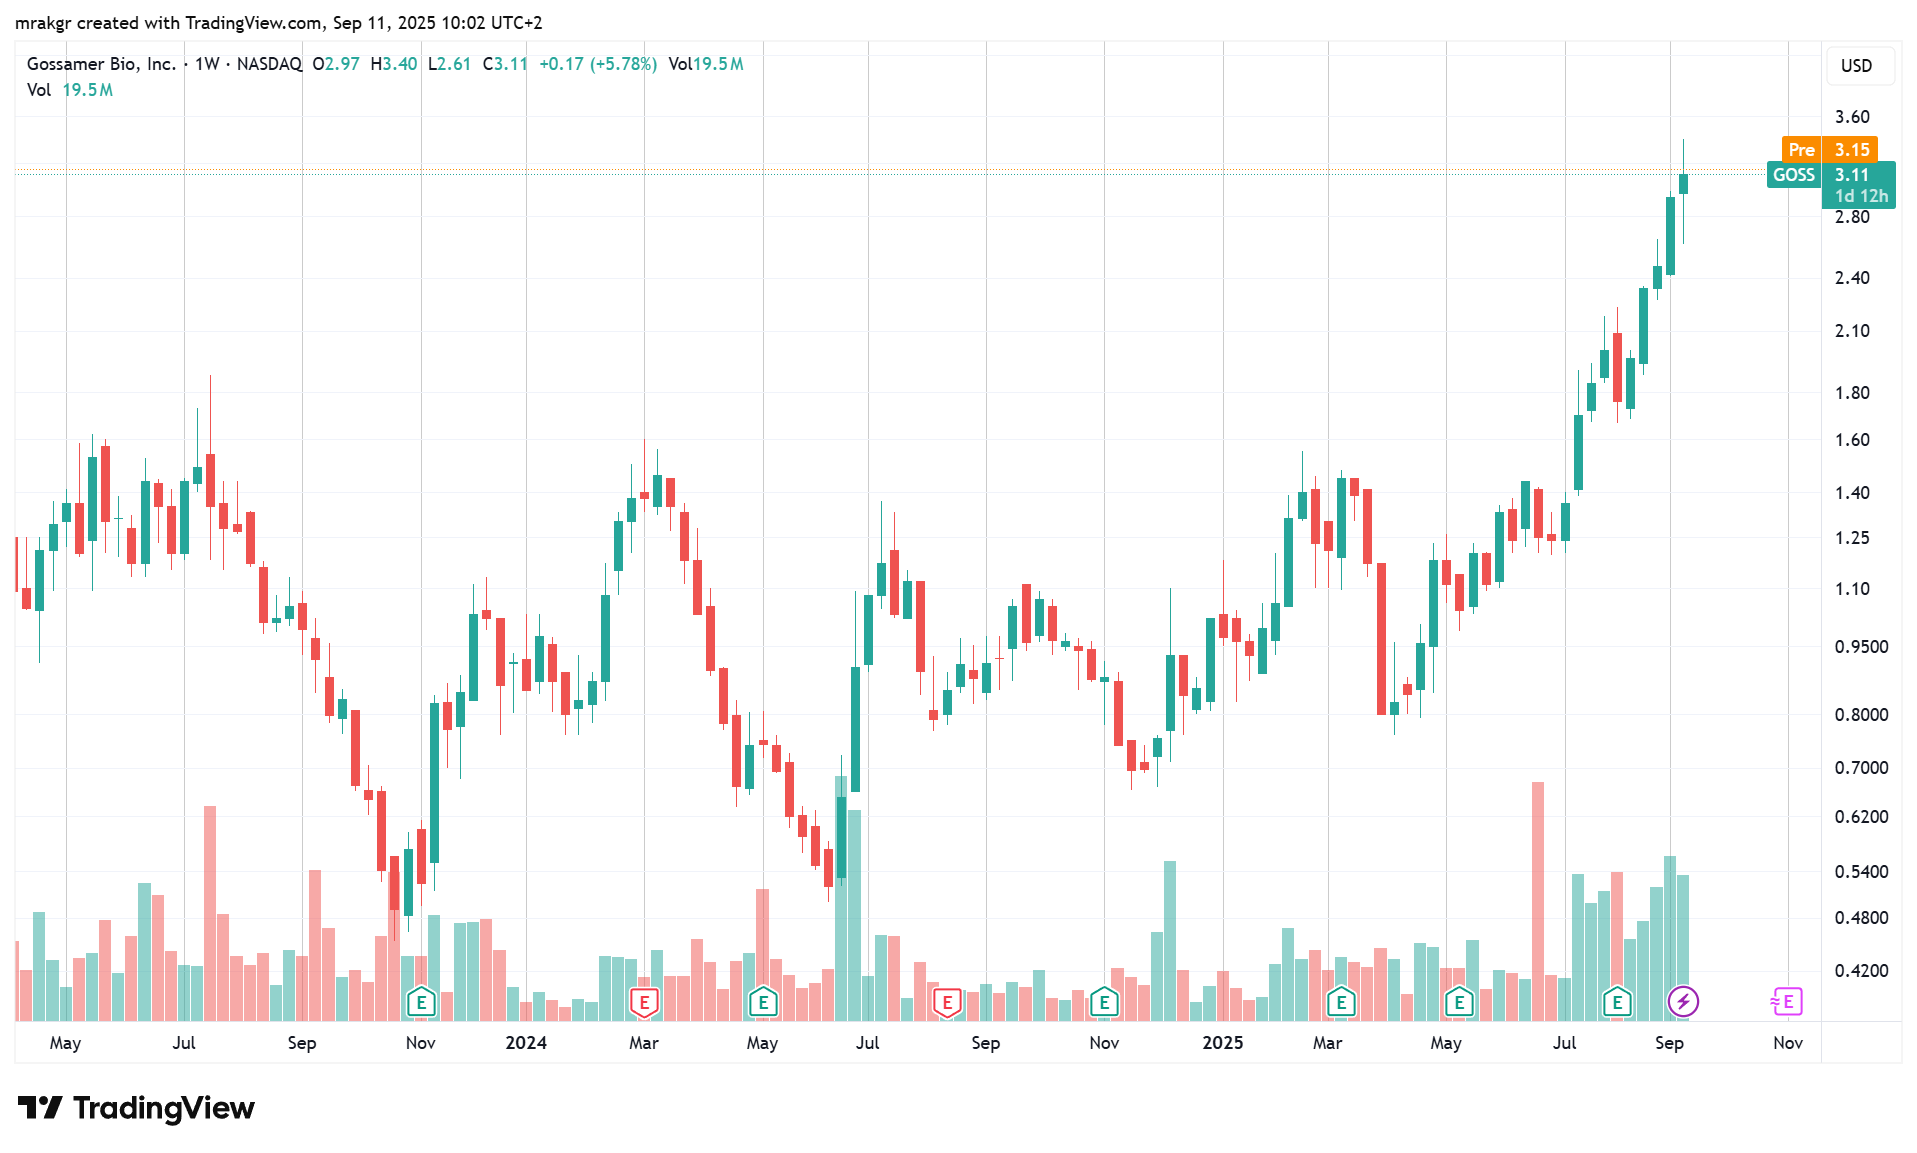 mrakgr created with TradingView.com, Sep 11, 2025 10:02 UTC+2
Gossamer Bio, Inc. · 1W · NASDAQ O2.97 H3.40 L2.61 C3.11 +0.17 (+5.78%) Vol19.5M
Vol 19.5M
USD
3.60
Pre 3.15
GOSS 3.11
1d 12h
2.80
2.40
2.10
1.80
1.60
1.40
1.25
1.10
0.9500
0.8000
0.7000
0.6200
0.5400
0.4800
0.4200
E E E E E E E E E
May Jul Sep Nov 2024 Mar May Jul Sep Nov 2025 Mar May Jul Sep Nov
TradingView